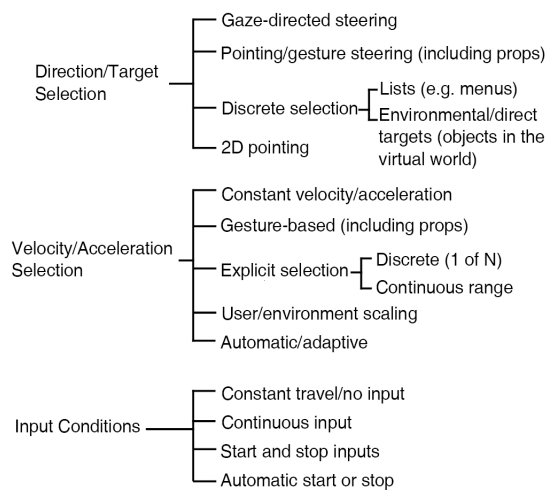 Direction/Target
Selection
Gaze-directed steering
Pointing/gesture steering (including props)
Discrete selection
Lists (e.g. menus)
Environmental/direct
targets (objects in the
virtual world)
2D pointing
Velocity/Acceleration
Selection
Constant velocity/acceleration
Gesture-based (including props)
Explicit selection
Discrete (1 of N)
Continuous range
User/environment scaling
Automatic/adaptive
Input Conditions
Constant travel/no input
Continuous input
Start and stop inputs
Automatic start or stop